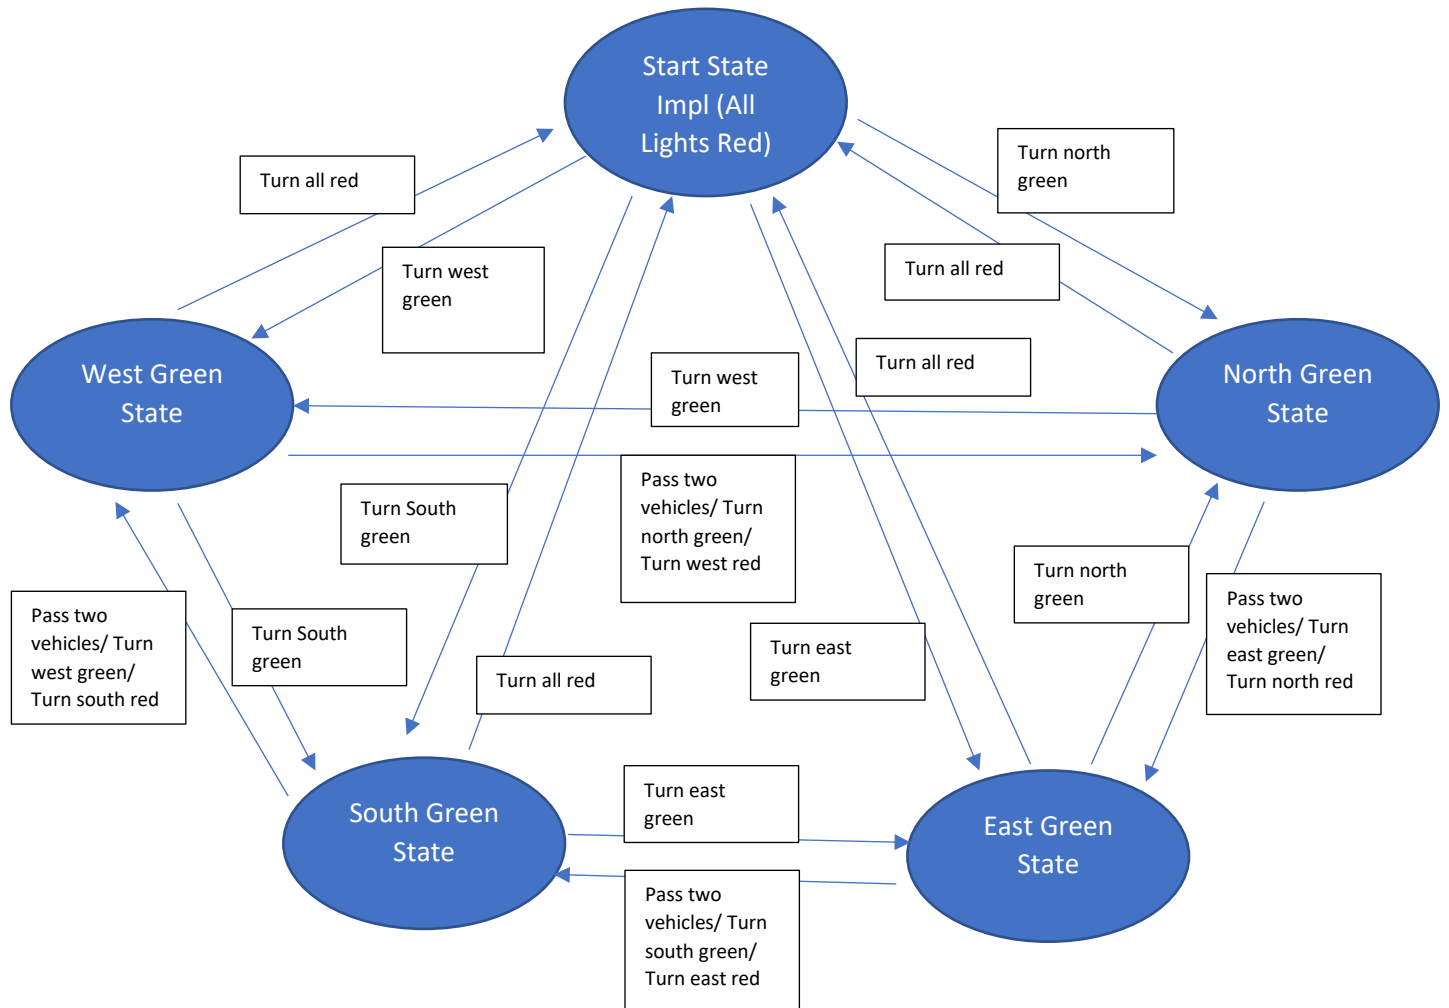 Start State
Impl (All
Lights Red)
Turn all red
Turn north
green
Turn west
green
Turn all red
West Green
State
Turn west
green
Turn all red
North Green
State
Turn South
green
Pass two
vehicles/ Turn
north green/
Turn west red
Turn north
green
Pass two
vehicles/ Turn
east green/
Turn north red
Pass two
vehicles/ Turn
west green/
Turn south red
Turn South
green
Turn all red
Turn east
green
South Green
State
Turn east
green
East Green
State
Pass two
vehicles/ Turn
south green/
Turn east red